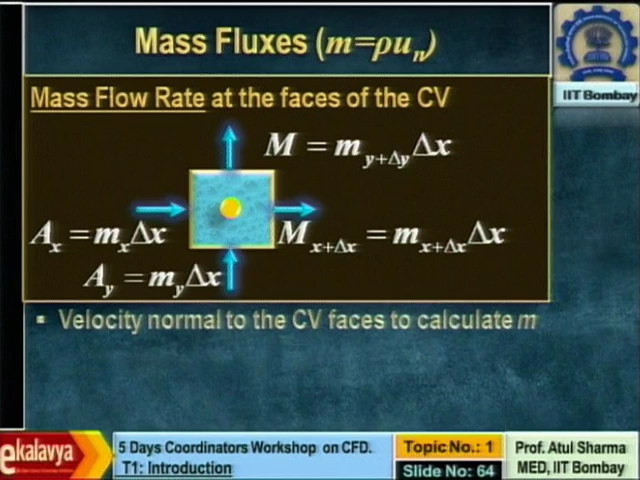 Mass Fluxes (m=ρuₙ)
IIT Bombay
Mass Flow Rate at the faces of the CV
M = m_{y+Δy}Δx
A_x = m_xΔx
M_{x+Δx} = m_{x+Δx}Δx
A_y = m_yΔx
▪ Velocity normal to the CV faces to calculate m
ekalavya
5 Days Coordinators Workshop on CFD.
T1: Introduction
Topic No.: 1
Slide No: 64
Prof. Atul Sharma
MED, IIT Bombay